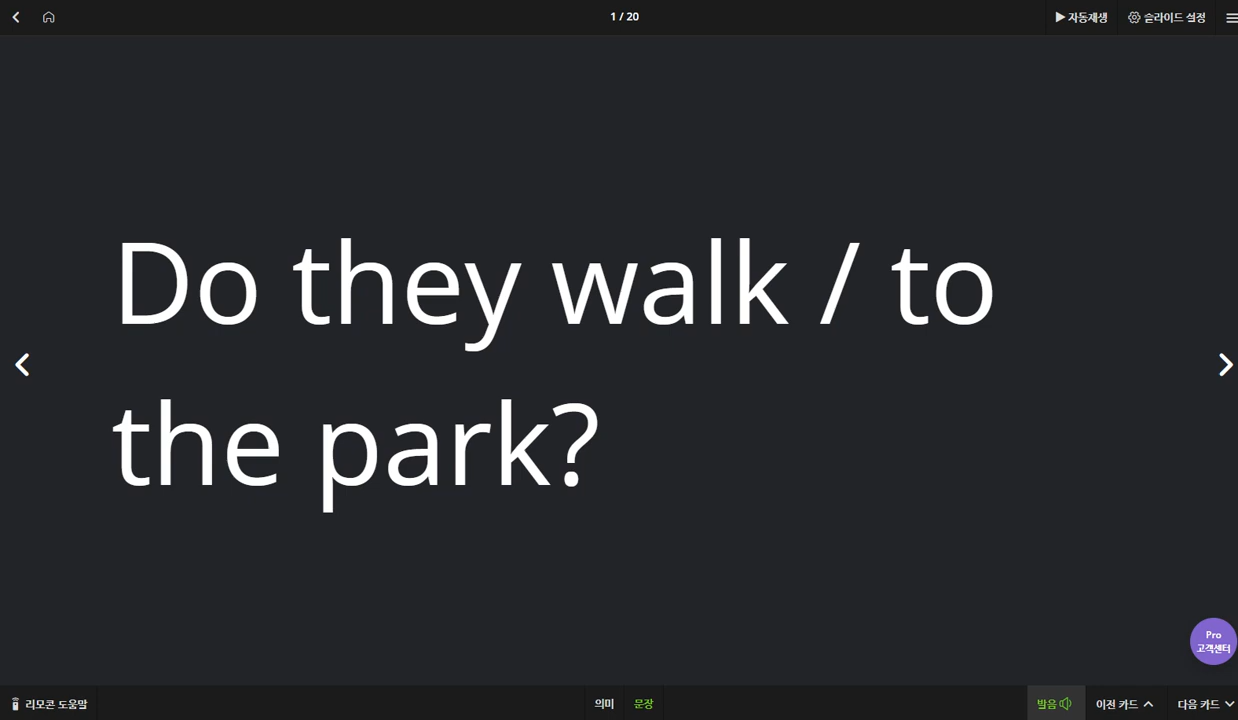 1 / 20
자동재생
슬라이드 설정
Do they walk / to
the park?
Pro
고객센터
리모콘 도움말
의미
문장
발음
이전 카드
다음 카드